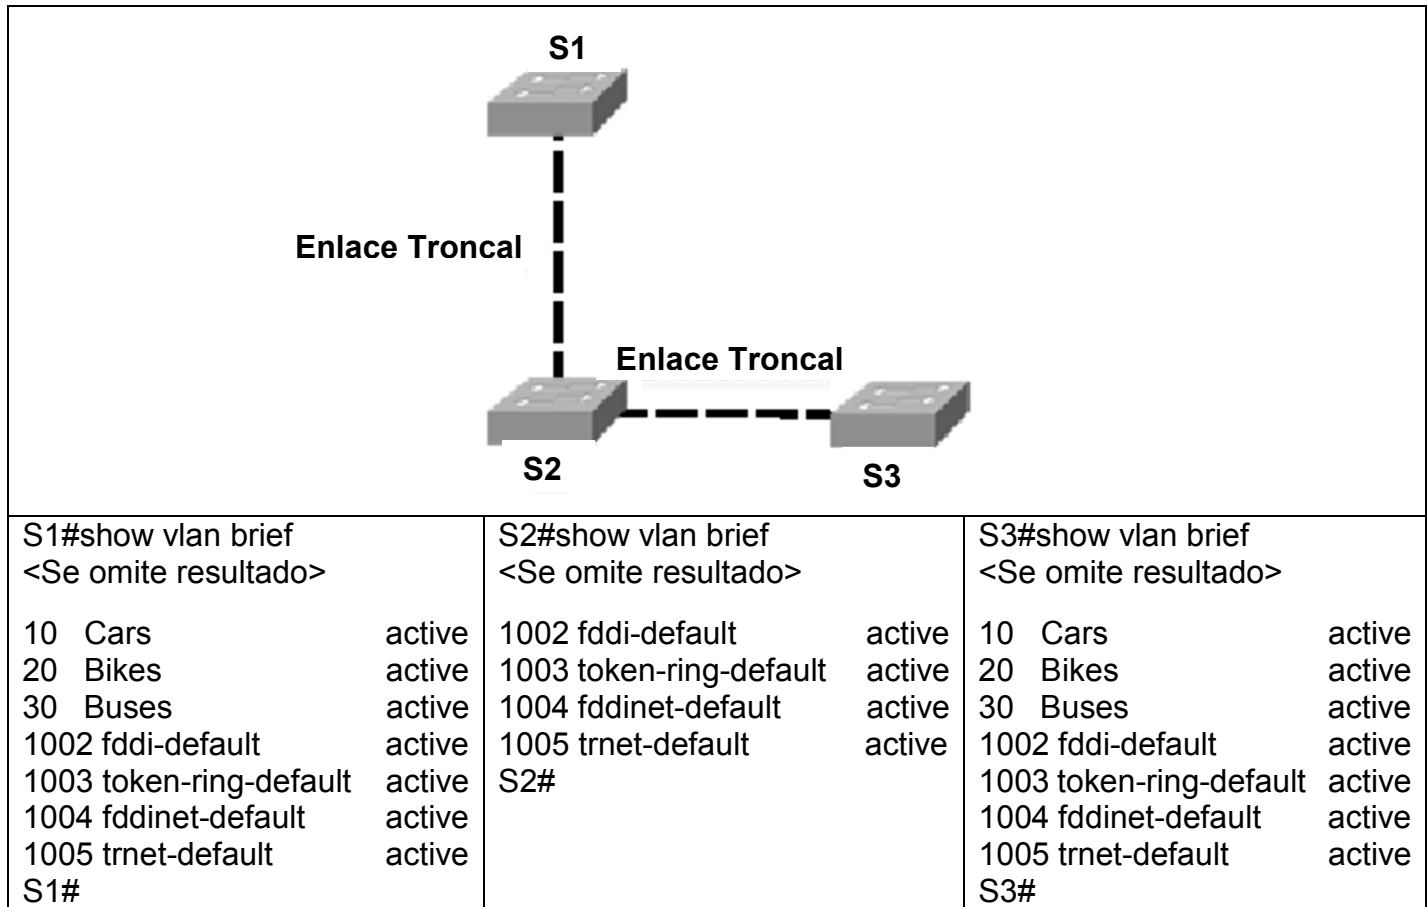 S1
Enlace Troncal
Enlace Troncal
S2
S3
S1#show vlan brief
<Se omite resultado>
10 Cars active
20 Bikes active
30 Buses active
1002 fddi-default active
1003 token-ring-default active
1004 fddinet-default active
1005 trnet-default active
S1#
S2#show vlan brief
<Se omite resultado>
1002 fddi-default active
1003 token-ring-default active
1004 fddinet-default active
1005 trnet-default active
S2#
S3#show vlan brief
<Se omite resultado>
10 Cars active
20 Bikes active
30 Buses active
1002 fddi-default active
1003 token-ring-default active
1004 fddinet-default active
1005 trnet-default active
S3#